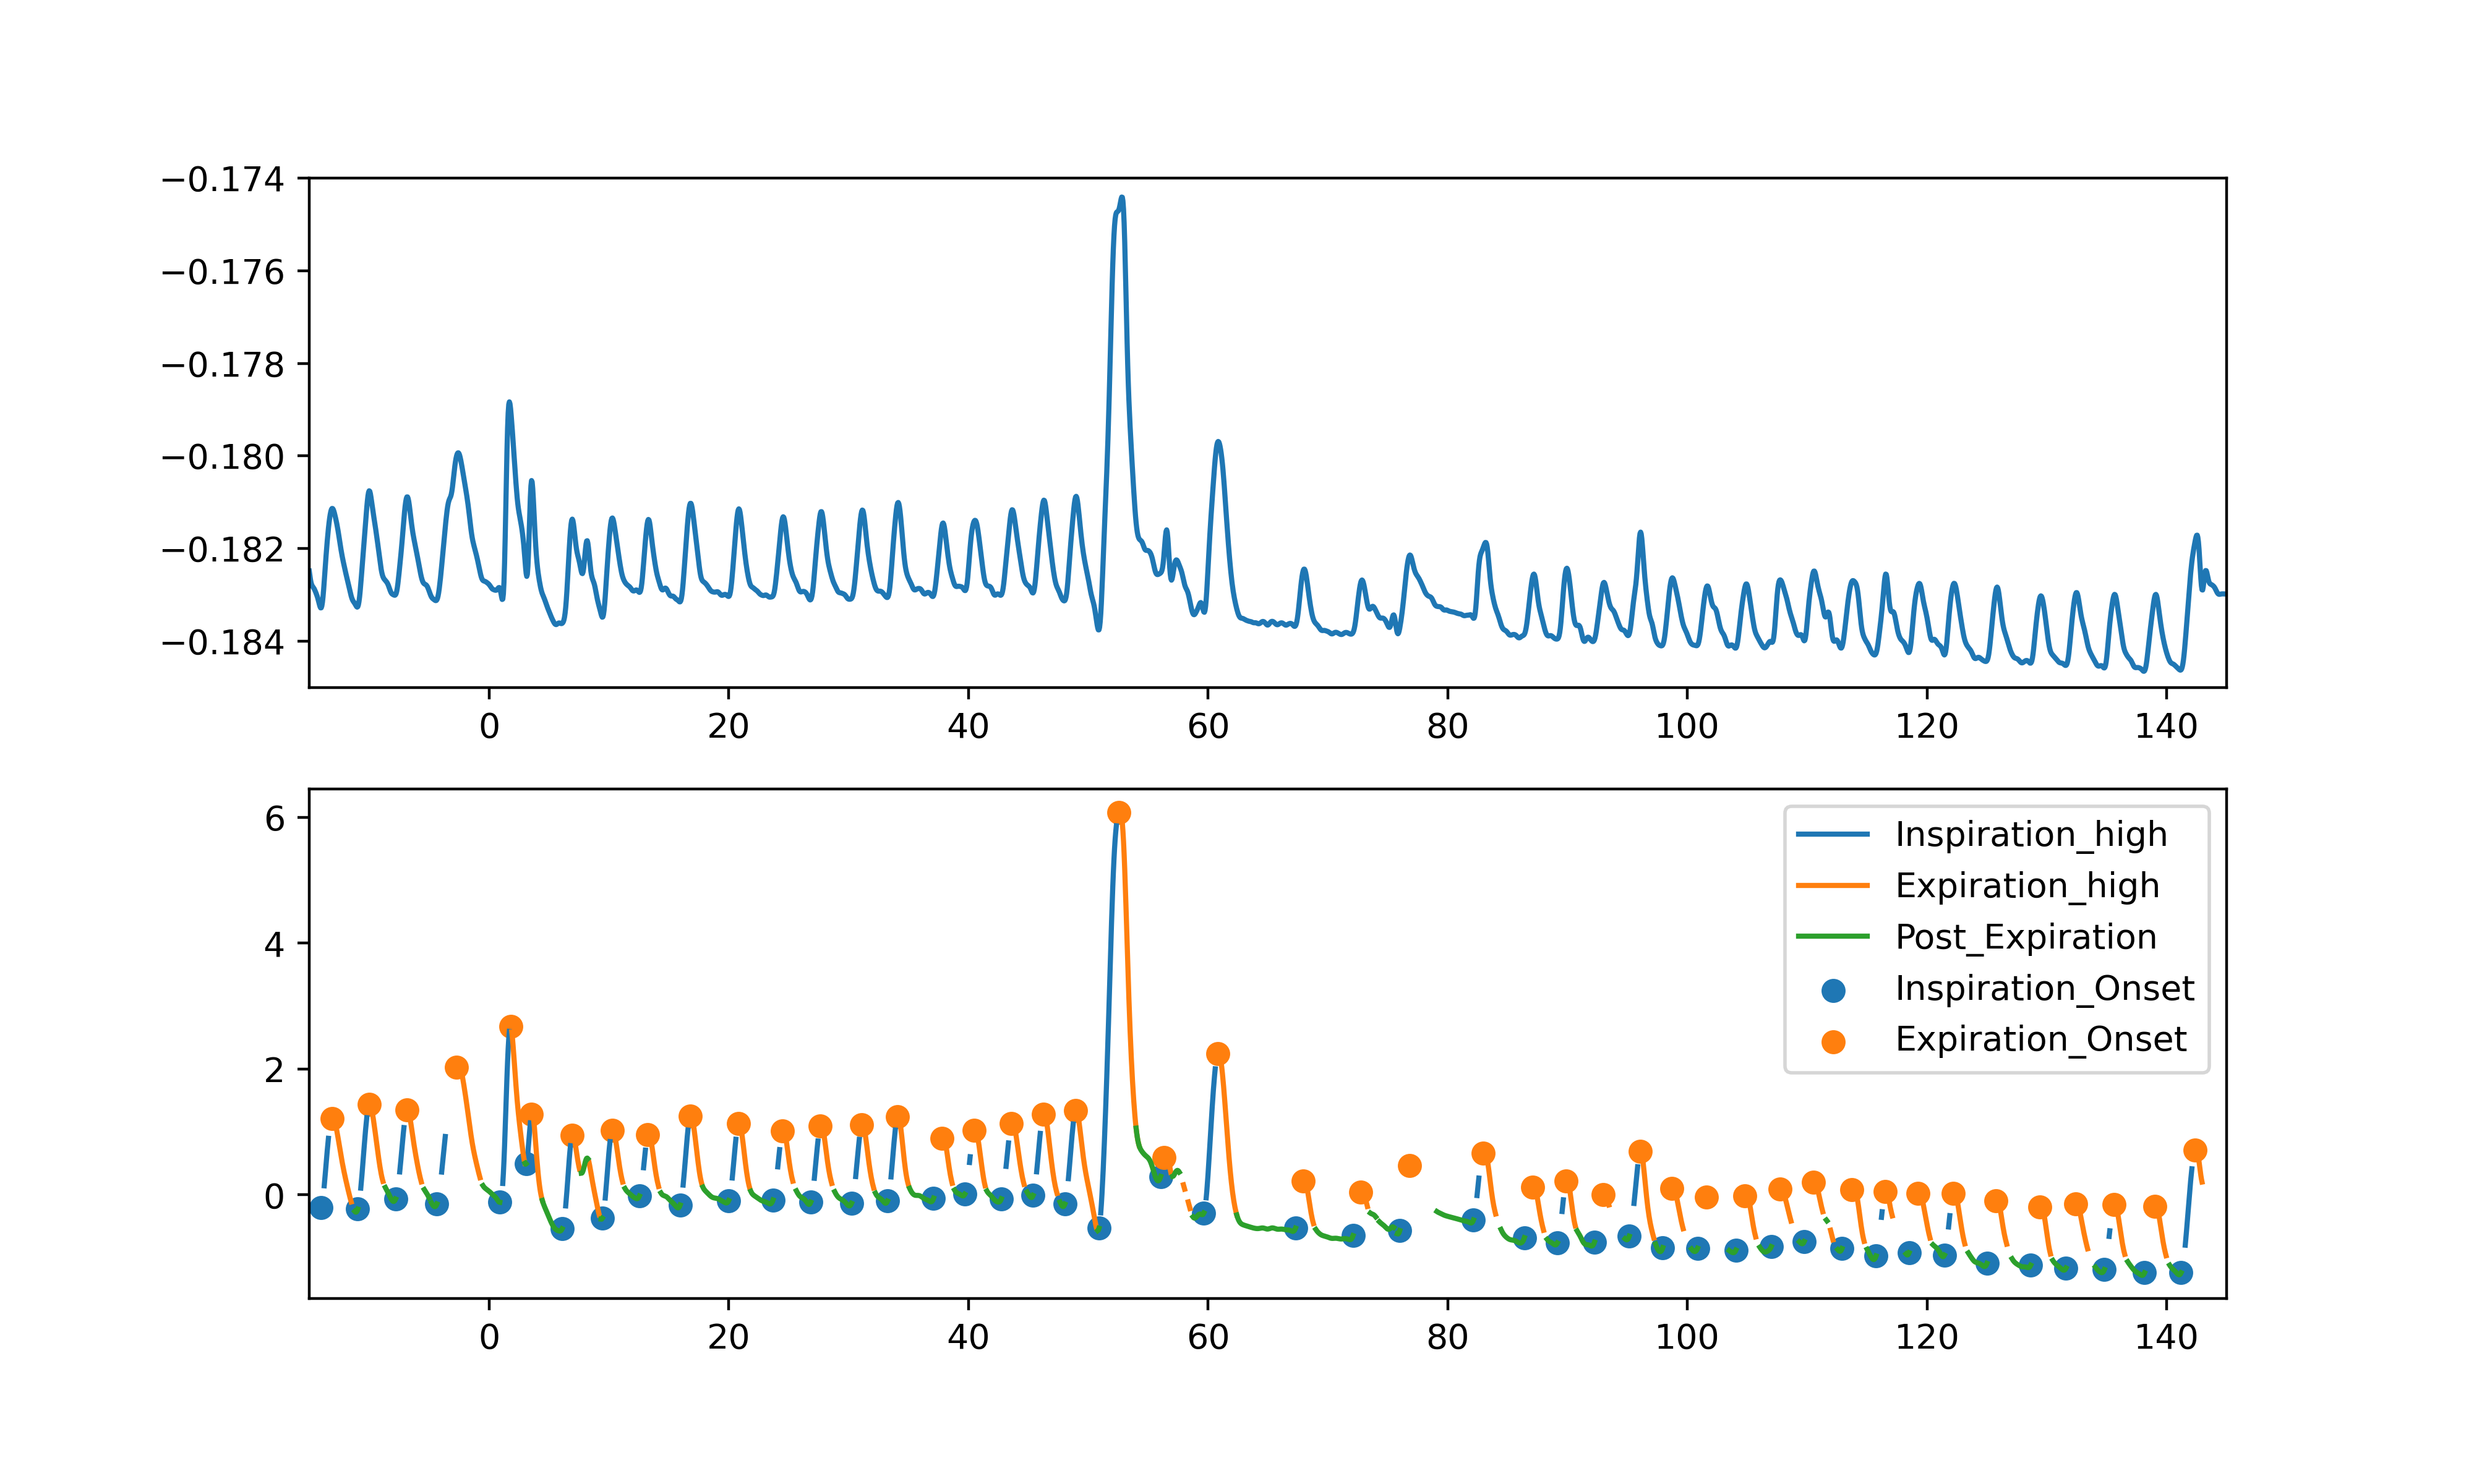 −0.174
−0.176
−0.178
−0.180
−0.182
−0.184
0 20 40 60 80 100 120 140
6
4
2
0
Inspiration_high
Expiration_high
Post_Expiration
Inspiration_Onset
Expiration_Onset
0 20 40 60 80 100 120 140